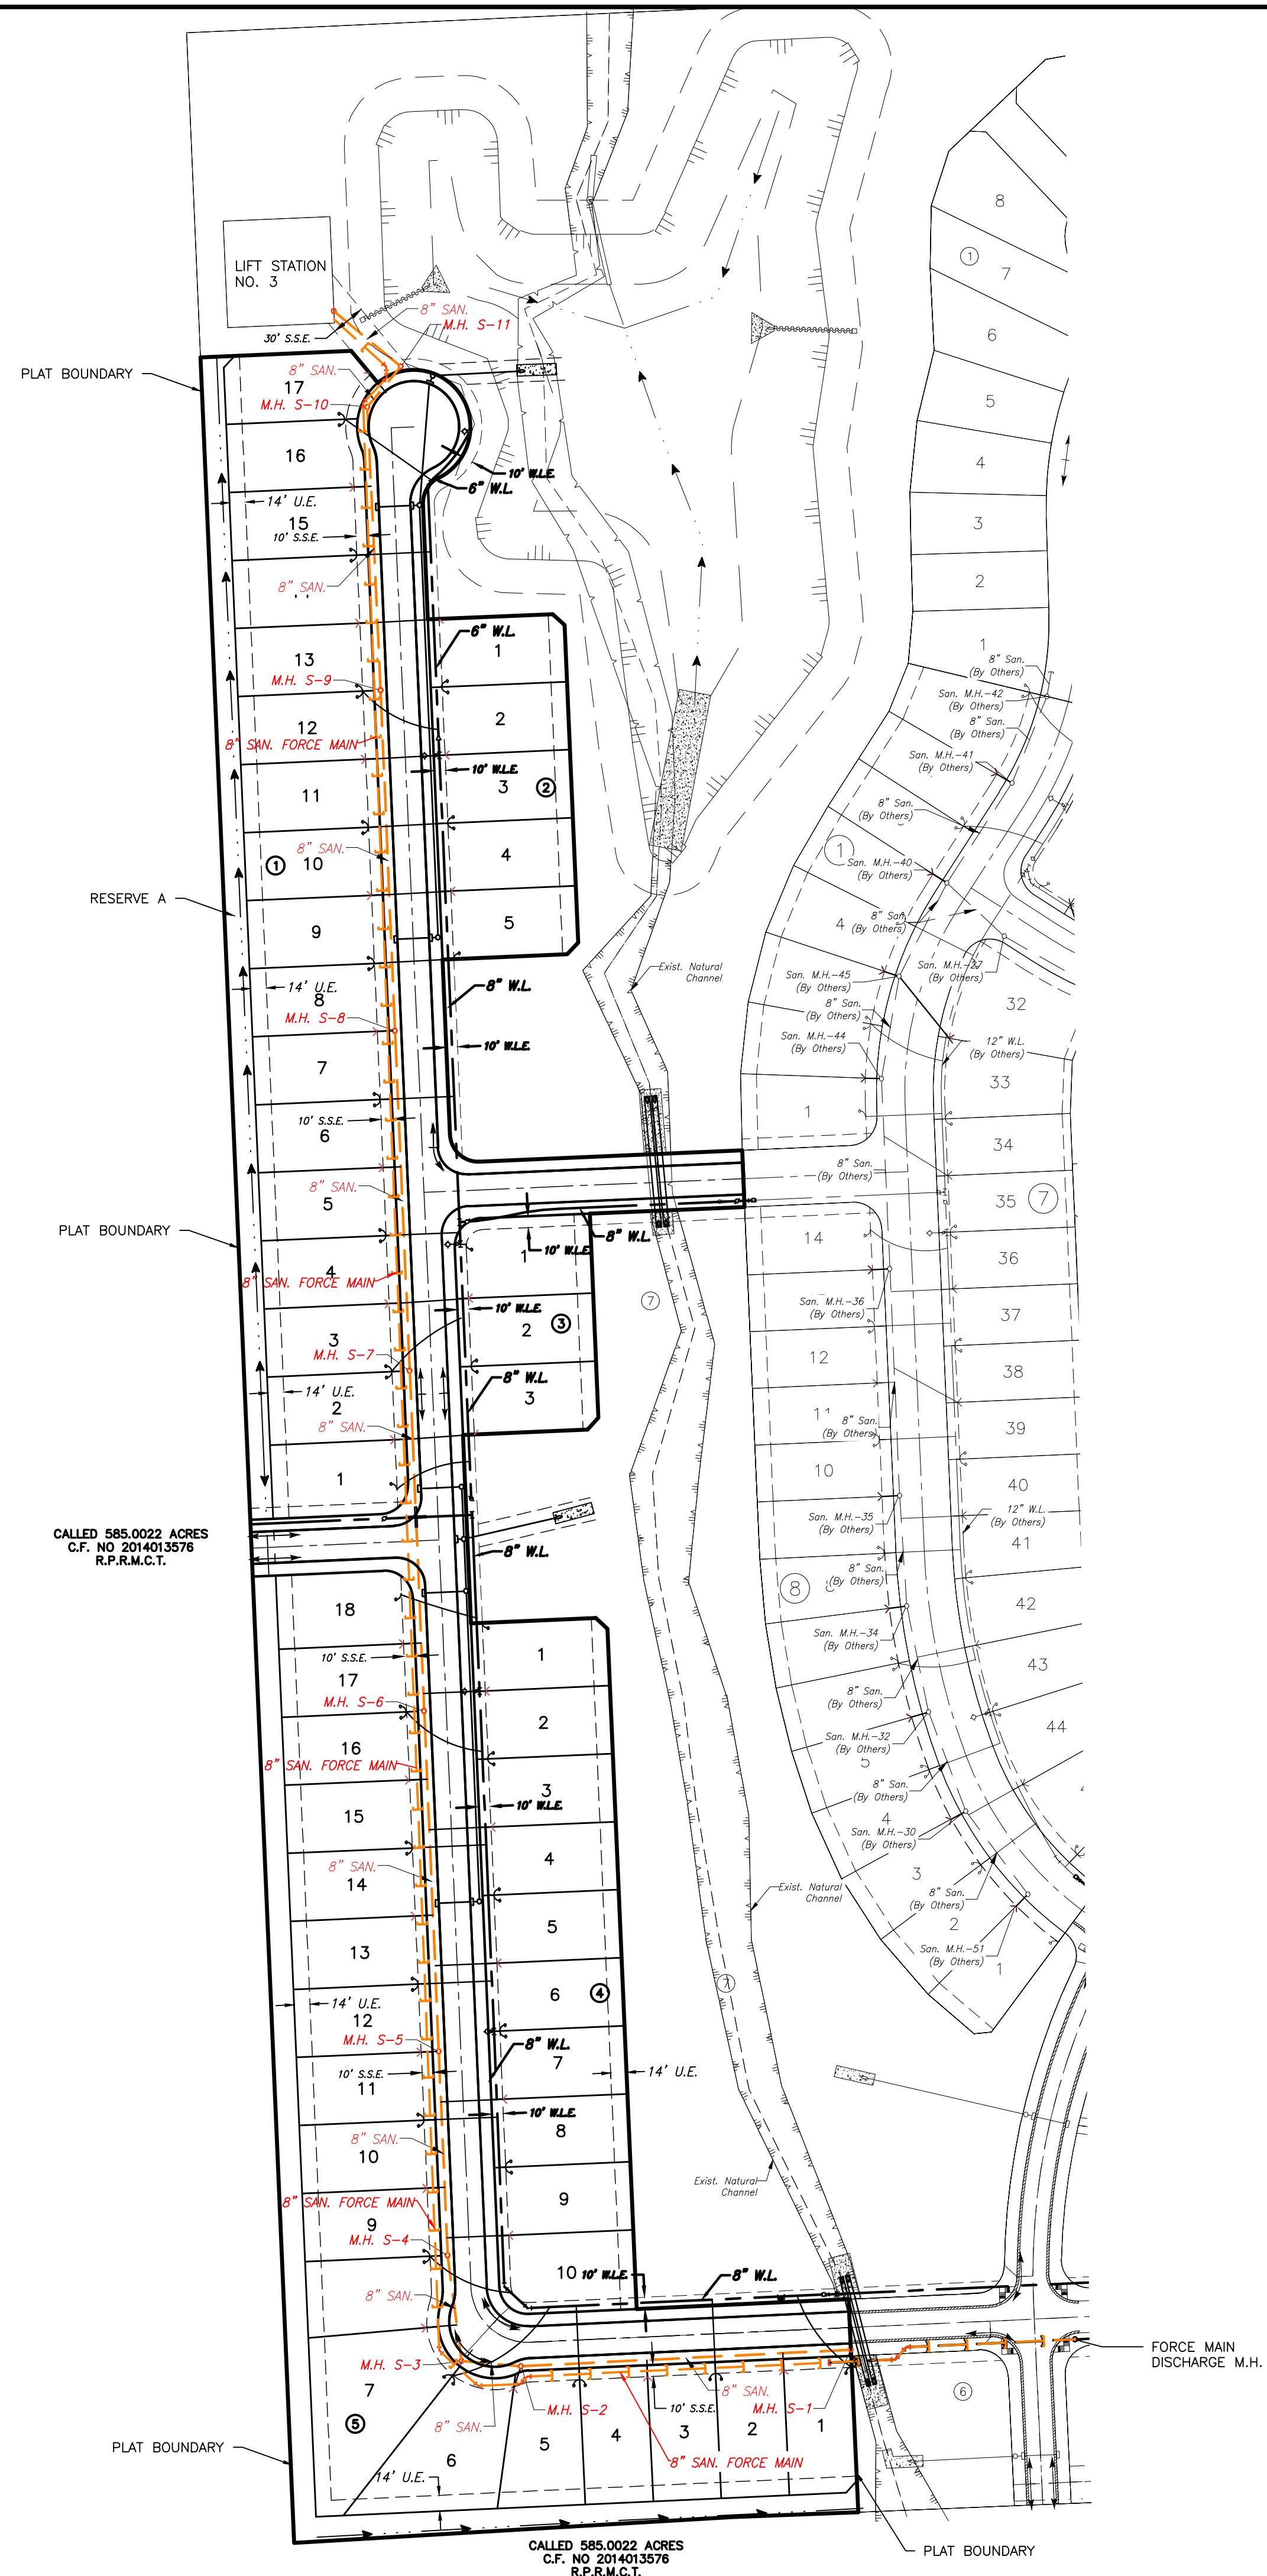 8
1
7
6
5
4
3
2
1
LIFT STATION
NO. 3
8" SAN.
M.H. S-11
30' S.S.E.
PLAT BOUNDARY
8" SAN.
17
M.H. S-10
16
10' W.L.E.
6" W.L.
14' U.E.
15
10' S.S.E.
8" SAN.
13
M.H. S-9
12
8" SAN. FORCE MAIN
11
8" SAN.
1
10
RESERVE A
9
14' U.E.
8
M.H. S-8
7
10' S.S.E.
6
8" SAN.
5
PLAT BOUNDARY
4
8" SAN. FORCE MAIN
3
M.H. S-7
14' U.E.
2
8" SAN.
1
6" W.L.
1
2
10' W.L.E.
3
2
4
5
8" W.L.
10' W.L.E.
Exist. Natural
Channel
8" San.
(By Others)
San. M.H.-42
(By Others)
8" San.
(By Others)
San. M.H.-41
(By Others)
8" San.
(By Others)
1
San. M.H.-40
(By Others)
4
8" San.
(By Others)
San. M.H.-45
(By Others)
San. M.H.-37
(By Others)
8" San.
(By Others)
San. M.H.-44
(By Others)
32
12" W.L.
(By Others)
33
1
34
8" San.
(By Others)
35
7
8" W.L.
1
10' W.L.E.
14
36
7
San. M.H.-36
(By Others)
10' W.L.E.
2
3
37
12
38
8" W.L.
3
11
8" San.
(By Others)
39
10
40
San. M.H.-35
(By Others)
12" W.L.
(By Others)
41
CALLED 585.0022 ACRES
C.F. NO 2014013576
R.P.R.M.C.T.
8" W.L.
8" San.
(By Others)
8
42
18
San. M.H.-34
(By Others)
1
10' S.S.E.
17
43
8" San.
(By Others)
M.H. S-6
2
44
San. M.H.-32
(By Others)
16
8" SAN. FORCE MAIN
5
3
8" San.
(By Others)
10' W.L.E.
15
4
San. M.H.-30
(By Others)
4
8" SAN.
14
3
8" San.
(By Others)
Exist. Natural
Channel
5
2
13
San. M.H.-51
(By Others)
1
6
4
7
14' U.E.
12
M.H. S-5
8" W.L.
7
14' U.E.
10' S.S.E.
11
10' W.L.E.
8
8" SAN.
10
Exist. Natural
Channel
9
8" SAN. FORCE MAIN
9
M.H. S-4
10
10' W.L.E.
8" W.L.
8" SAN.
FORCE MAIN
DISCHARGE M.H.
M.H. S-3
7
8" SAN.
6
5
10' S.S.E.
M.H. S-1
M.H. S-2
8" SAN.
5
4
3
2
1
PLAT BOUNDARY
6
8" SAN. FORCE MAIN
14' U.E.
CALLED 585.0022 ACRES
C.F. NO 2014013576
R.P.R.M.C.T.
PLAT BOUNDARY